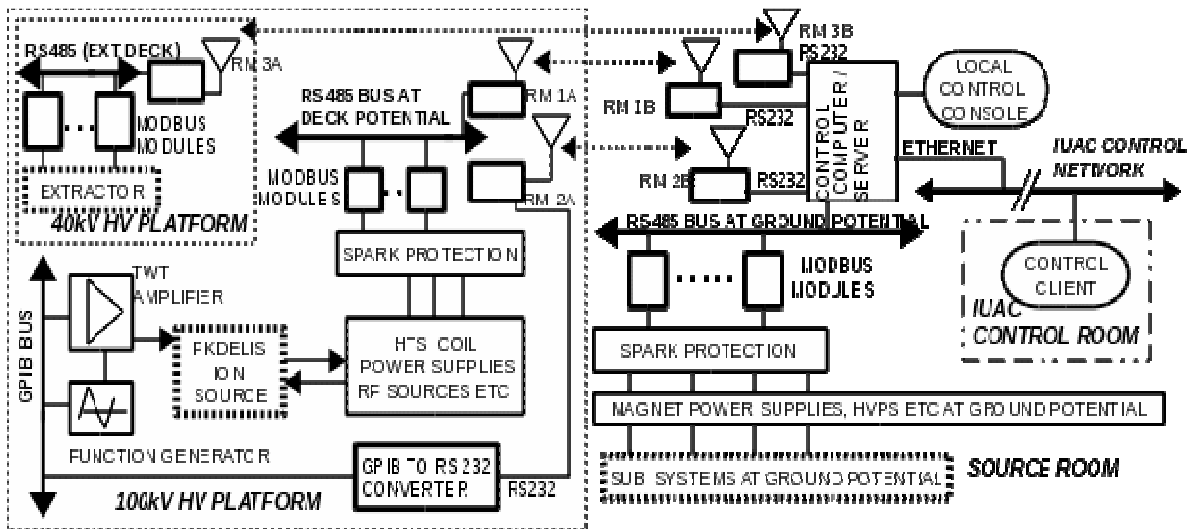 RS485 (EXT DECK)
RM 3A
MODBUS
MODULES
EXTRACTOR
40kV HV PLATFORM
RS485 BUS AT
DECK POTENTIAL
RM 1A
RM 2A
MODBUS
MODULES
SPARK PROTECTION
GPIB BUS
TWT
AMPLIFIER
PKDELIS
ION
SOURCE
HTS COIL
POWER SUPPLIES
RF SOURCES ETC
FUNCTION GENERATOR
GPIB TO RS232
CONVERTER
RS232
100kV HV PLATFORM
RM 3B
RS232
RM 1B
RS232
RM 2B
RS232
CONTROL
COMPUTER /
SERVER
LOCAL
CONTROL
CONSOLE
ETHERNET
IUAC CONTROL
NETWORK
RS485 BUS AT GROUND POTENTIAL
MODBUS
MODULES
CONTROL
CLIENT
IUAC
CONTROL ROOM
SPARK PROTECTION
MAGNET POWER SUPPLIES, HVPS ETC AT GROUND POTENTIAL
SUB SYSTEMS AT GROUND POTENTIAL
SOURCE ROOM